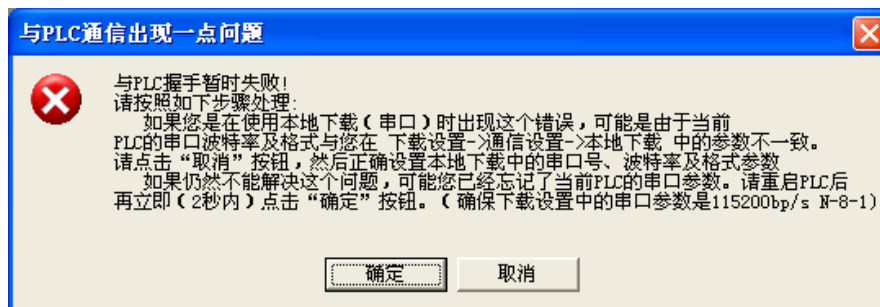 与PLC通信出现一点问题
与PLC握手暂时失败!
请按照如下步骤处理:
如果您是在使用本地下载(串口)时出现这个错误,可能是由于当前
PLC的串口波特率及格式与您在 下载设置->通信设置->本地下载 中的参数不一致。
请点击“取消”按钮,然后正确设置本地下载中的串口号、波特率及格式参数
如果仍然不能解决这个问题,可能您已经忘记了当前PLC的串口参数。请重启PLC后
再立即(2秒内)点击“确定”按钮。(确保下载设置中的串口参数是115200bp/s N-8-1)
确定 取消